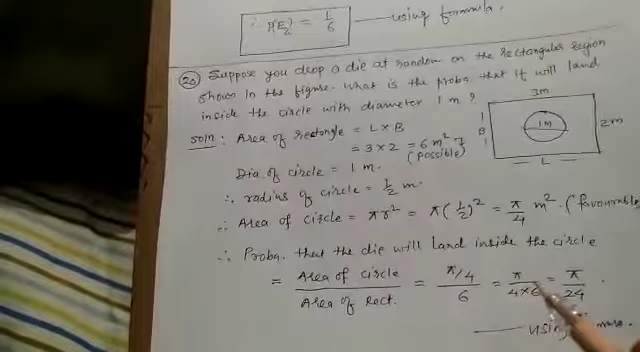 ∴ P(E2) = 1/6 — using formula.
(20) Suppose you drop a die at random on the Rectangular region
shown in the figure. what is the proba. that it will land
inside the circle with diameter 1 m?
3m
1M
2m
B
L
Soln: Area of rectangle = L × B
= 3 × 2 = 6 m²
(possible)
Dia of circle = 1 m.
∴ radius of circle = 1/2 m.
∴ Area of circle = πr² = π(1/2)² = π/4 m². (favourable)
∴ Proba. that the die will land inside the circle
= Area of circle / Area of Rect. = π/4 / 6 = π / 4×6 = π/24.